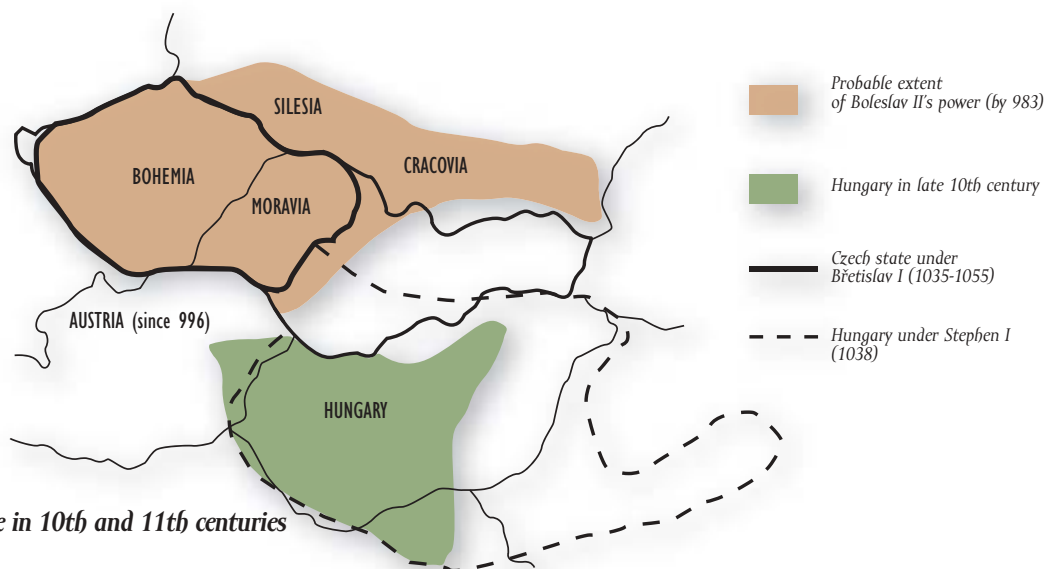 SILESIA
CRACOVIA
BOHEMIA
MORAVIA
AUSTRIA (since 996)
HUNGARY
in 10th and 11th centuries
Probable extent
of Boleslav II's power (by 983)
Hungary in late 10th century
Czech state under
Břetislav I (1035-1055)
Hungary under Stephen I
(1038)